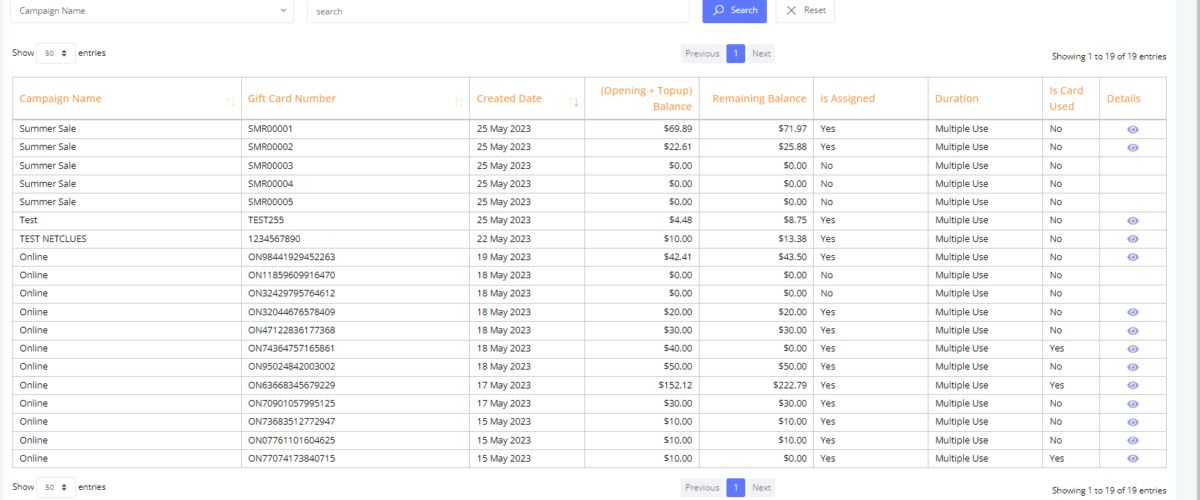 Campaign Name search Search Reset
Show 50 entries Previous 1 Next Showing 1 to 19 of 19 entries
Campaign Name Gift Card Number Created Date (Opening + Topup) Balance Remaining Balance is Assigned Duration Is Card Used Details
Summer Sale SMR00001 25 May 2023 $69.89 $71.97 Yes Multiple Use No
Summer Sale SMR00002 25 May 2023 $22.61 $25.88 Yes Multiple Use No
Summer Sale SMR00003 25 May 2023 $0.00 $0.00 No Multiple Use No
Summer Sale SMR00004 25 May 2023 $0.00 $0.00 No Multiple Use No
Summer Sale SMR00005 25 May 2023 $0.00 $0.00 No Multiple Use No
Test TEST255 25 May 2023 $4.48 $8.75 Yes Multiple Use No
TEST NETCLUES 1234567890 22 May 2023 $10.00 $13.38 Yes Multiple Use No
Online ON98441929452263 19 May 2023 $42.41 $43.50 Yes Multiple Use No
Online ON11859609916470 18 May 2023 $0.00 $0.00 No Multiple Use No
Online ON32429795764612 18 May 2023 $0.00 $0.00 No Multiple Use No
Online ON32044676578409 18 May 2023 $20.00 $20.00 Yes Multiple Use No
Online ON47122836177368 18 May 2023 $30.00 $30.00 Yes Multiple Use No
Online ON74364757165861 18 May 2023 $40.00 $0.00 Yes Multiple Use Yes
Online ON95024842003002 18 May 2023 $50.00 $50.00 Yes Multiple Use No
Online ON63668345679229 17 May 2023 $152.12 $222.79 Yes Multiple Use Yes
Online ON70901057995125 17 May 2023 $30.00 $30.00 Yes Multiple Use No
Online ON73683512772947 15 May 2023 $10.00 $10.00 Yes Multiple Use No
Online ON07761101604625 15 May 2023 $10.00 $10.00 Yes Multiple Use No
Online ON77074173840715 15 May 2023 $10.00 $0.00 Yes Multiple Use Yes
Show 50 entries Previous 1 Next Showing 1 to 19 of 19 entries